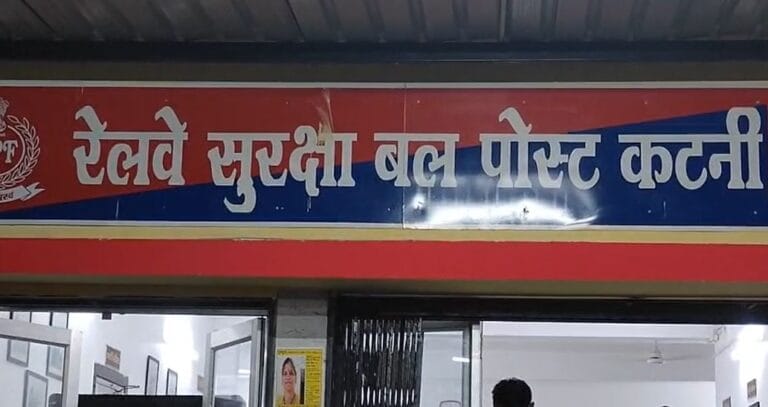 रेलवे सुरक्षा बल पोस्ट कटनी